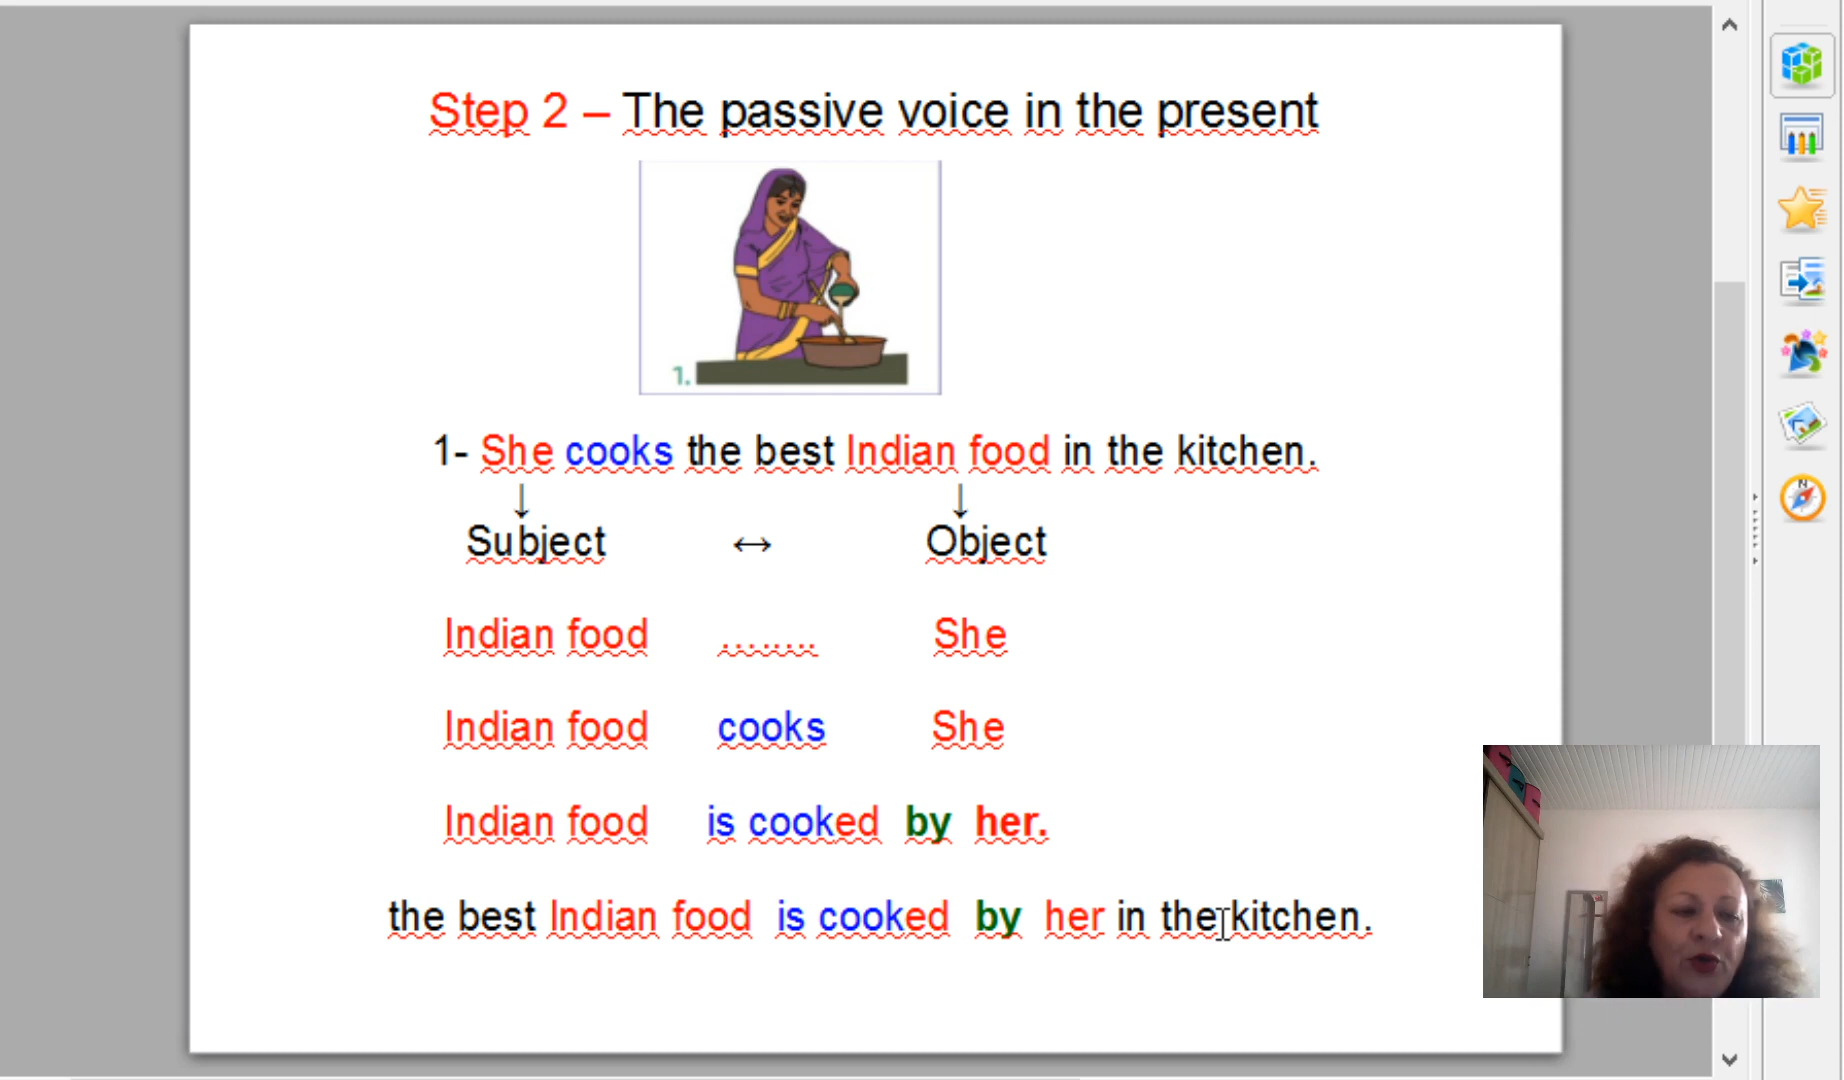 Step 2 – The passive voice in the present
1.
1- She cooks the best Indian food in the kitchen.
↓ ↓
Subject ↔ Object
Indian food ........ She
Indian food cooks She
Indian food is cooked by her.
the best Indian food is cooked by her in the kitchen.
N